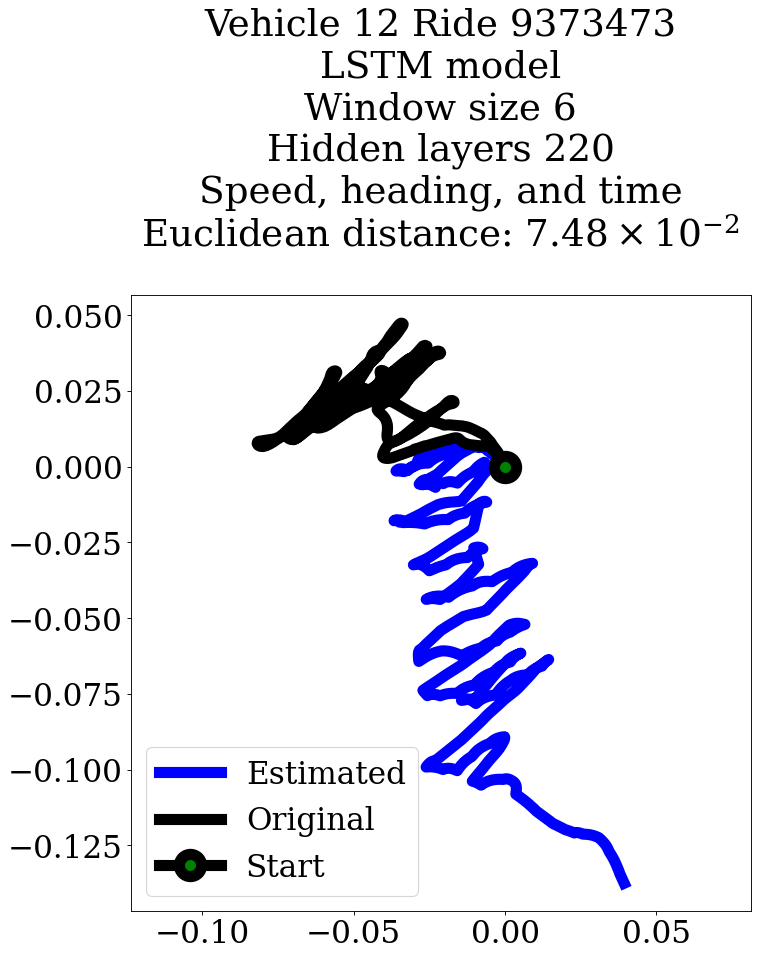 Vehicle 12 Ride 9373473
LSTM model
Window size 6
Hidden layers 220
Speed, heading, and time
Euclidean distance: 7.48 × 10⁻²
0.050
0.025
0.000
−0.025
−0.050
−0.075
−0.100
−0.125
Estimated
Original
Start
−0.10 −0.05 0.00 0.05